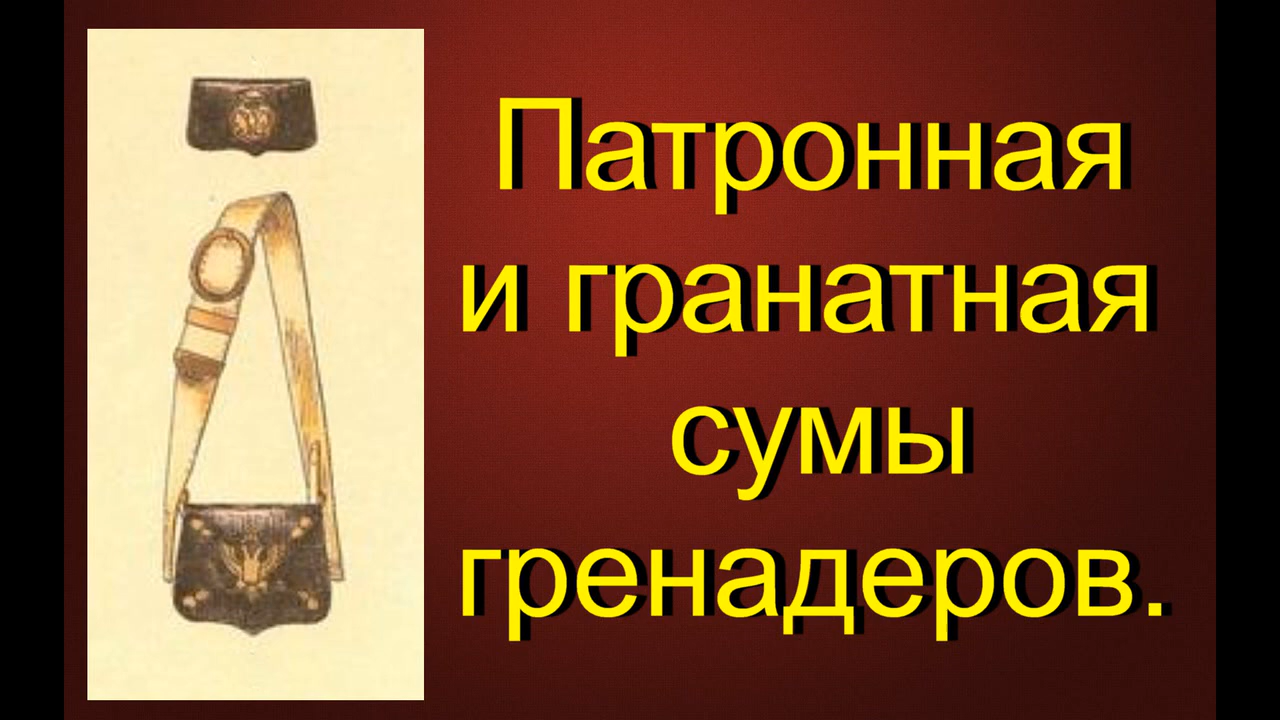 Патронная
и гранатная
сумы
гренадеров.